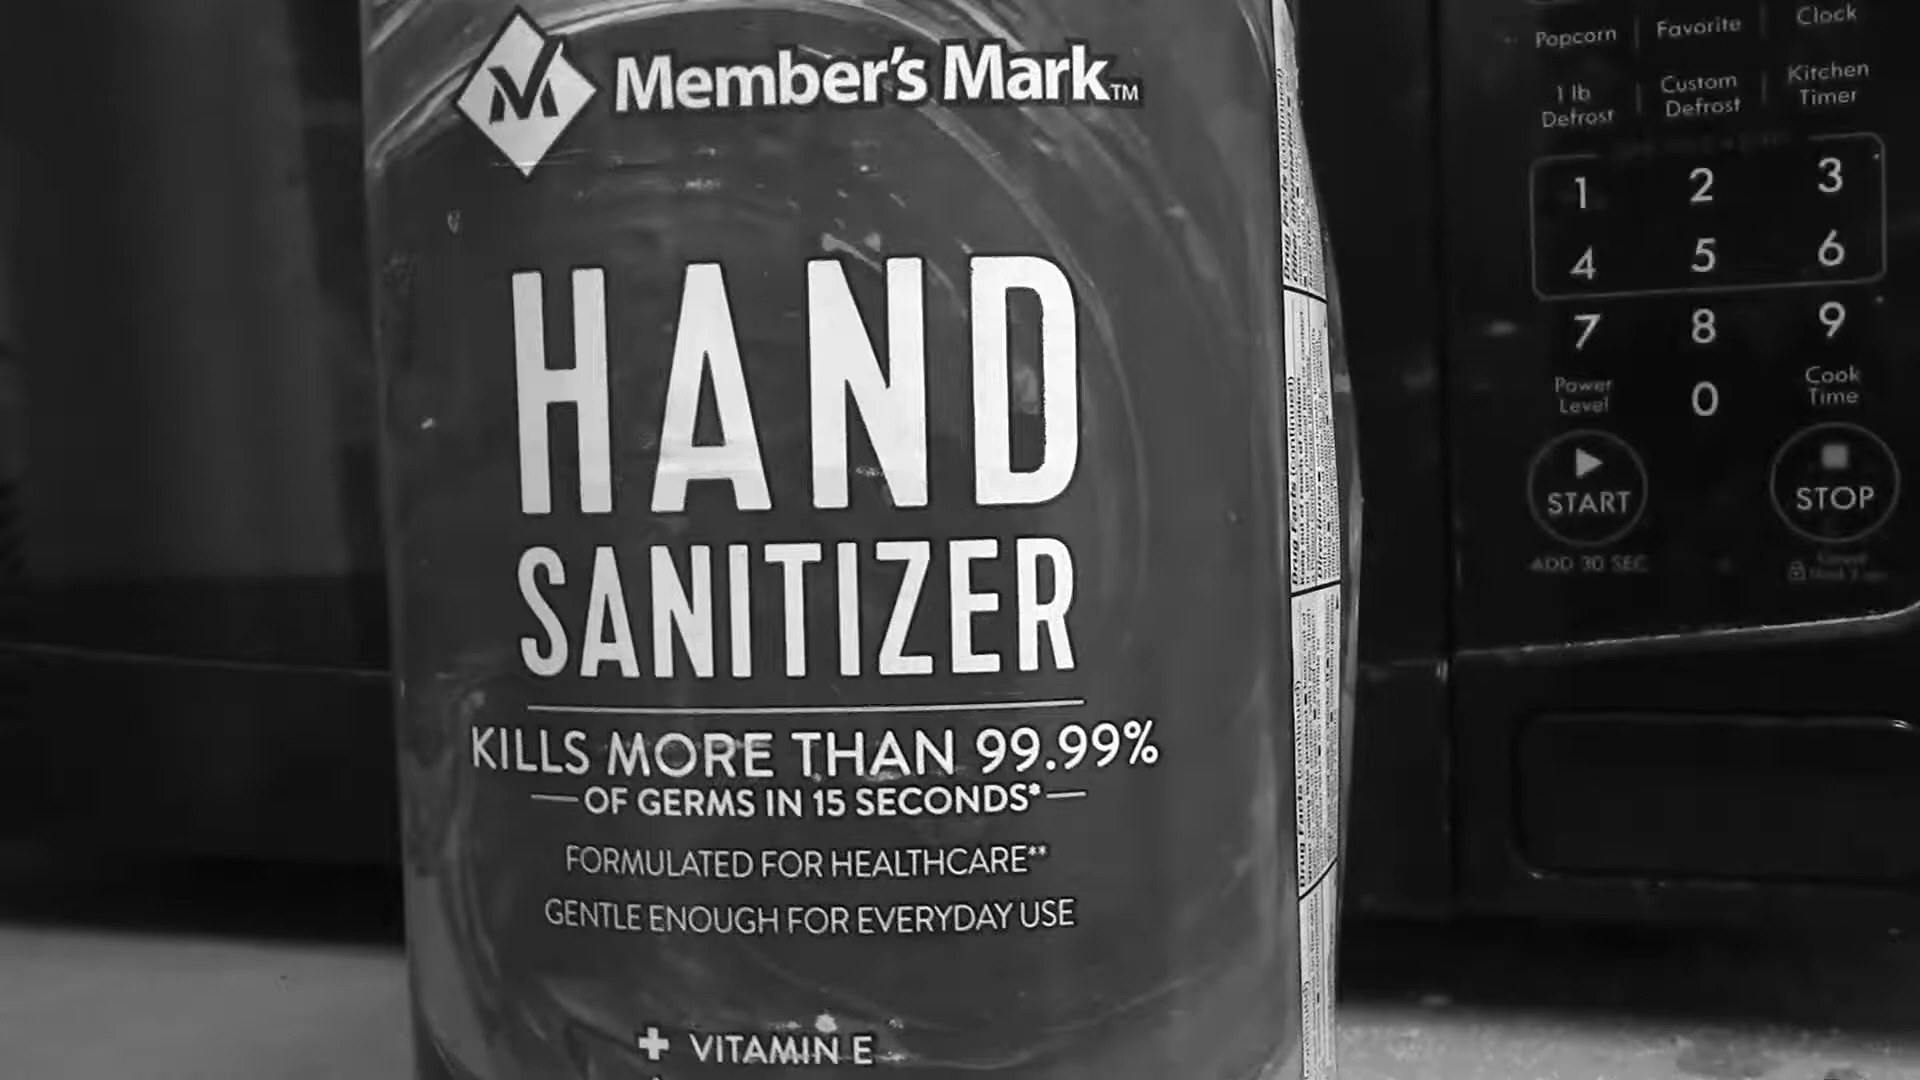 Member's Mark™
HAND
SANITIZER
KILLS MORE THAN 99.99%
OF GERMS IN 15 SECONDS*
FORMULATED FOR HEALTHCARE**
GENTLE ENOUGH FOR EVERYDAY USE
+ VITAMIN E
Popcorn Favorite Clock
1 lb Defrost Custom Defrost Kitchen Timer
1 2 3
4 5 6
7 8 9
Power Level 0 Cook Time
START STOP
ADD 30 SEC